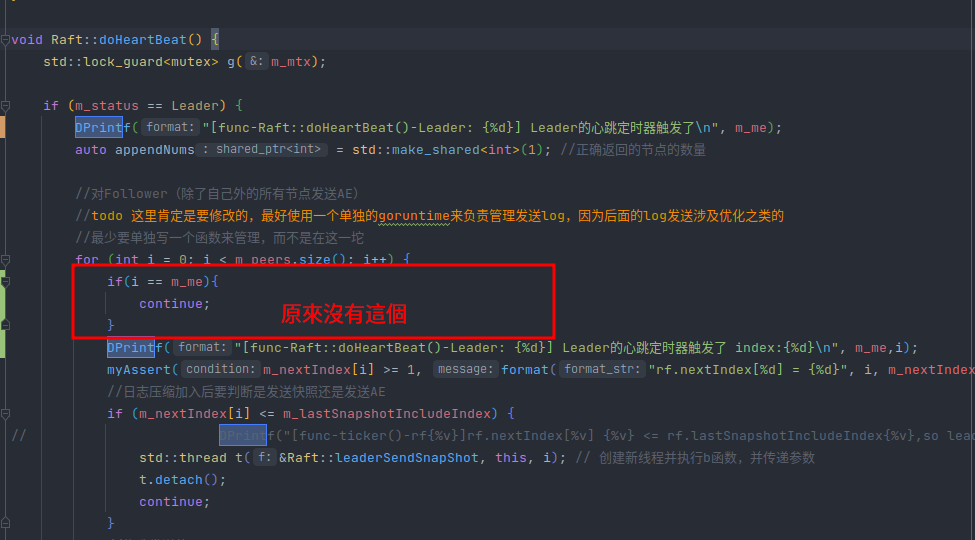 void Raft::doHeartBeat() {
std::lock_guard<mutex> g( &: m_mtx);
if (m_status == Leader) {
DPrintf( format: "[func-Raft::doHeartBeat()-Leader: {%d}] Leader的心跳定时器触发了\n", m_me);
auto appendNums : shared_ptr<int> = std::make_shared<int>(1); //正确返回的节点的数量
//对Follower（除了自己外的所有节点发送AE）
//todo 这里肯定是要修改的，最好使用一个单独的goruntime来负责管理发送log，因为后面的log发送涉及优化之类的
//最少要单独写一个函数来管理，而不是在这一坨
for (int i = 0; i < m_peers.size(); i++) {
if(i == m_me){
continue;
原來沒有這個
}
DPrintf( format: "[func-Raft::doHeartBeat()-Leader: {%d}] Leader的心跳定时器触发了 index:{%d}\n", m_me,i);
myAssert( condition: m_nextIndex[i] >= 1, message: format( format_str: "rf.nextIndex[%d] = {%d}", i, m_nextIndex
//日志压缩加入后要判断是发送快照还是发送AE
if (m_nextIndex[i] <= m_lastSnapshotIncludeIndex) {
// DPrintf("[func-ticker()-rf{%v}]rf.nextIndex[%v] {%v} <= rf.lastSnapshotIncludeIndex{%v},so lead
std::thread t( f: &Raft::leaderSendSnapShot, this, i); // 创建新线程并执行b函数，并传递参数
t.detach();
continue;
}